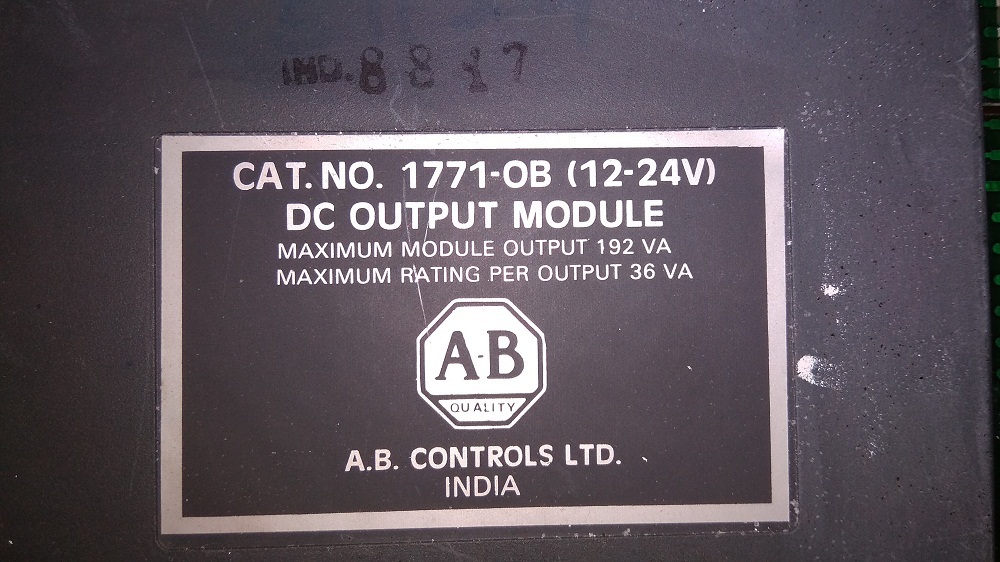 IND. 8817
CAT. NO. 1771-OB (12-24V)
DC OUTPUT MODULE
MAXIMUM MODULE OUTPUT 192 VA
MAXIMUM RATING PER OUTPUT 36 VA
A-B
QUALITY
A.B. CONTROLS LTD.
INDIA